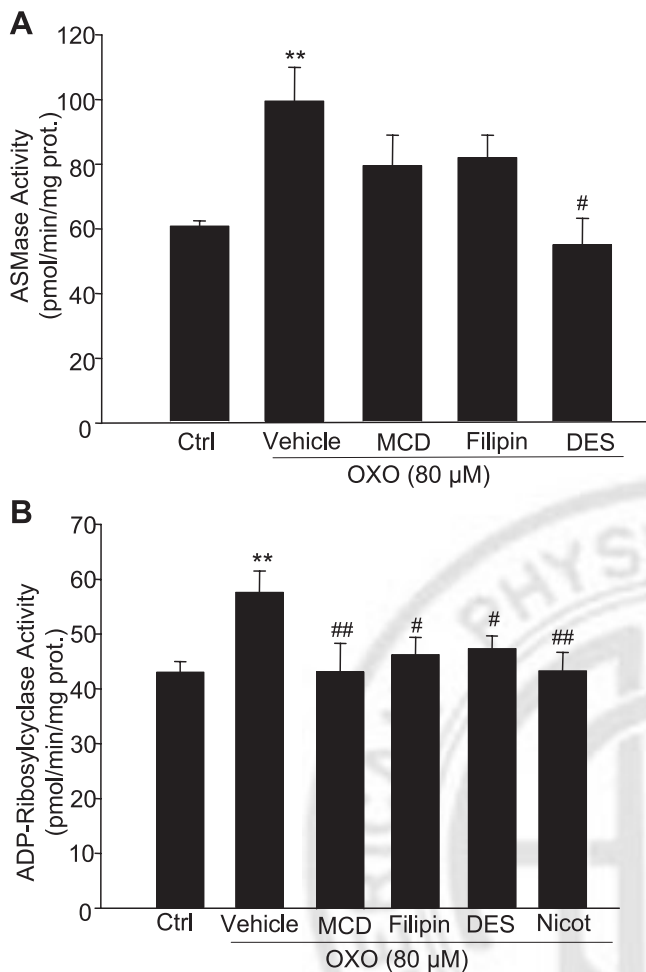 A
120
100
80
60
40
20
0
ASMase Activity
(pmol/min/mg prot.)
**
#
Ctrl Vehicle MCD Filipin DES
OXO (80 µM)
B
70
60
50
40
30
20
10
0
ADP-Ribosylcyclase Activity
(pmol/min/mg prot.)
**
## # # ##
Ctrl Vehicle MCD Filipin DES Nicot
OXO (80 µM)